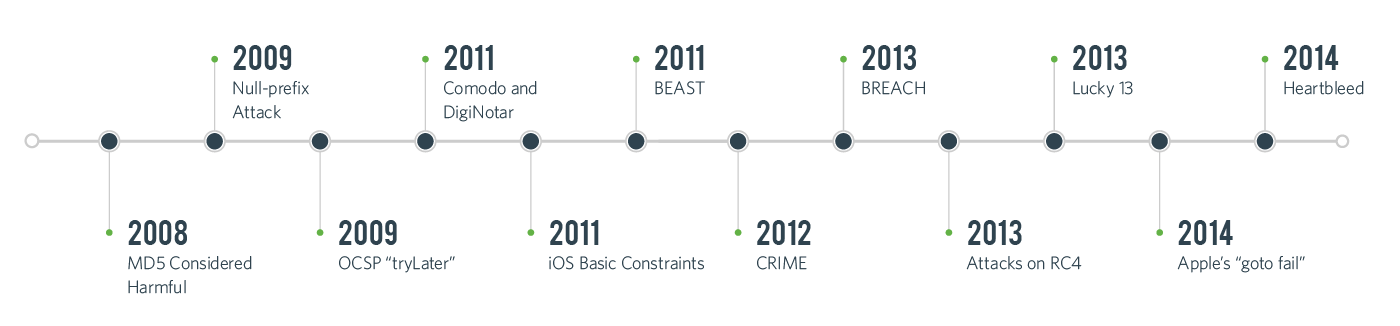 2009
Null-prefix
Attack
2011
Comodo and
DigiNotar
2011
BEAST
2013
BREACH
2013
Lucky 13
2014
Heartbleed
2008
MD5 Considered
Harmful
2009
OCSP “tryLater”
2011
iOS Basic Constraints
2012
CRIME
2013
Attacks on RC4
2014
Apple’s “goto fail”